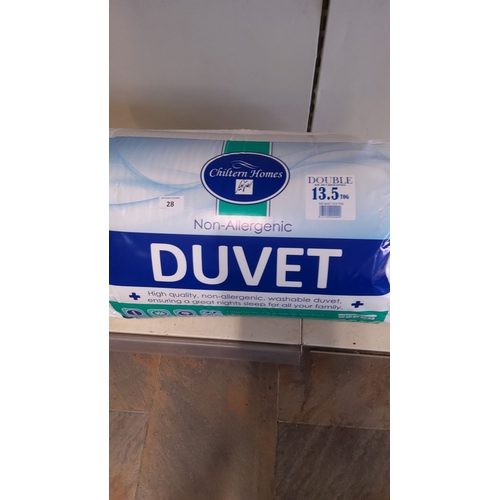 Chiltern Homes
DOUBLE
13.5 TOG
28
Non-Allergenic
DUVET
High quality, non-allergenic, washable duvet,
ensuring a great nights sleep for all your family.